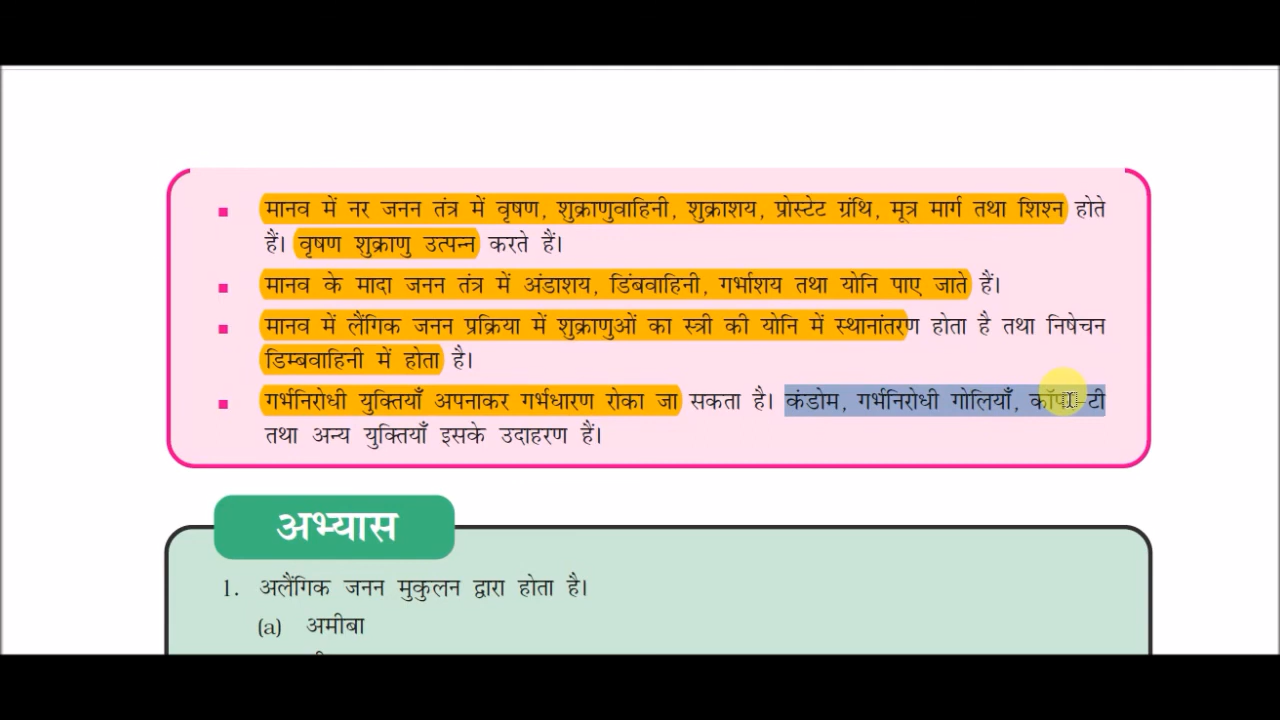 मानव में नर जनन तंत्र में वृषण, शुक्राणुवाहिनी, शुक्राशय, प्रोस्टेट ग्रंथि, मूत्र मार्ग तथा शिश्न होते
हैं। वृषण शुक्राणु उत्पन्न करते हैं।
मानव के मादा जनन तंत्र में अंडाशय, डिंबवाहिनी, गर्भाशय तथा योनि पाए जाते हैं।
मानव में लैंगिक जनन प्रक्रिया में शुक्राणुओं का स्त्री की योनि में स्थानांतरण होता है तथा निषेचन
डिम्बवाहिनी में होता है।
गर्भनिरोधी युक्तियाँ अपनाकर गर्भधारण रोका जा सकता है। कंडोम, गर्भनिरोधी गोलियाँ, कॉपर-टी
तथा अन्य युक्तियाँ इसके उदाहरण हैं।
अभ्यास
1. अलैंगिक जनन मुकुलन द्वारा होता है।
(a) अमीबा